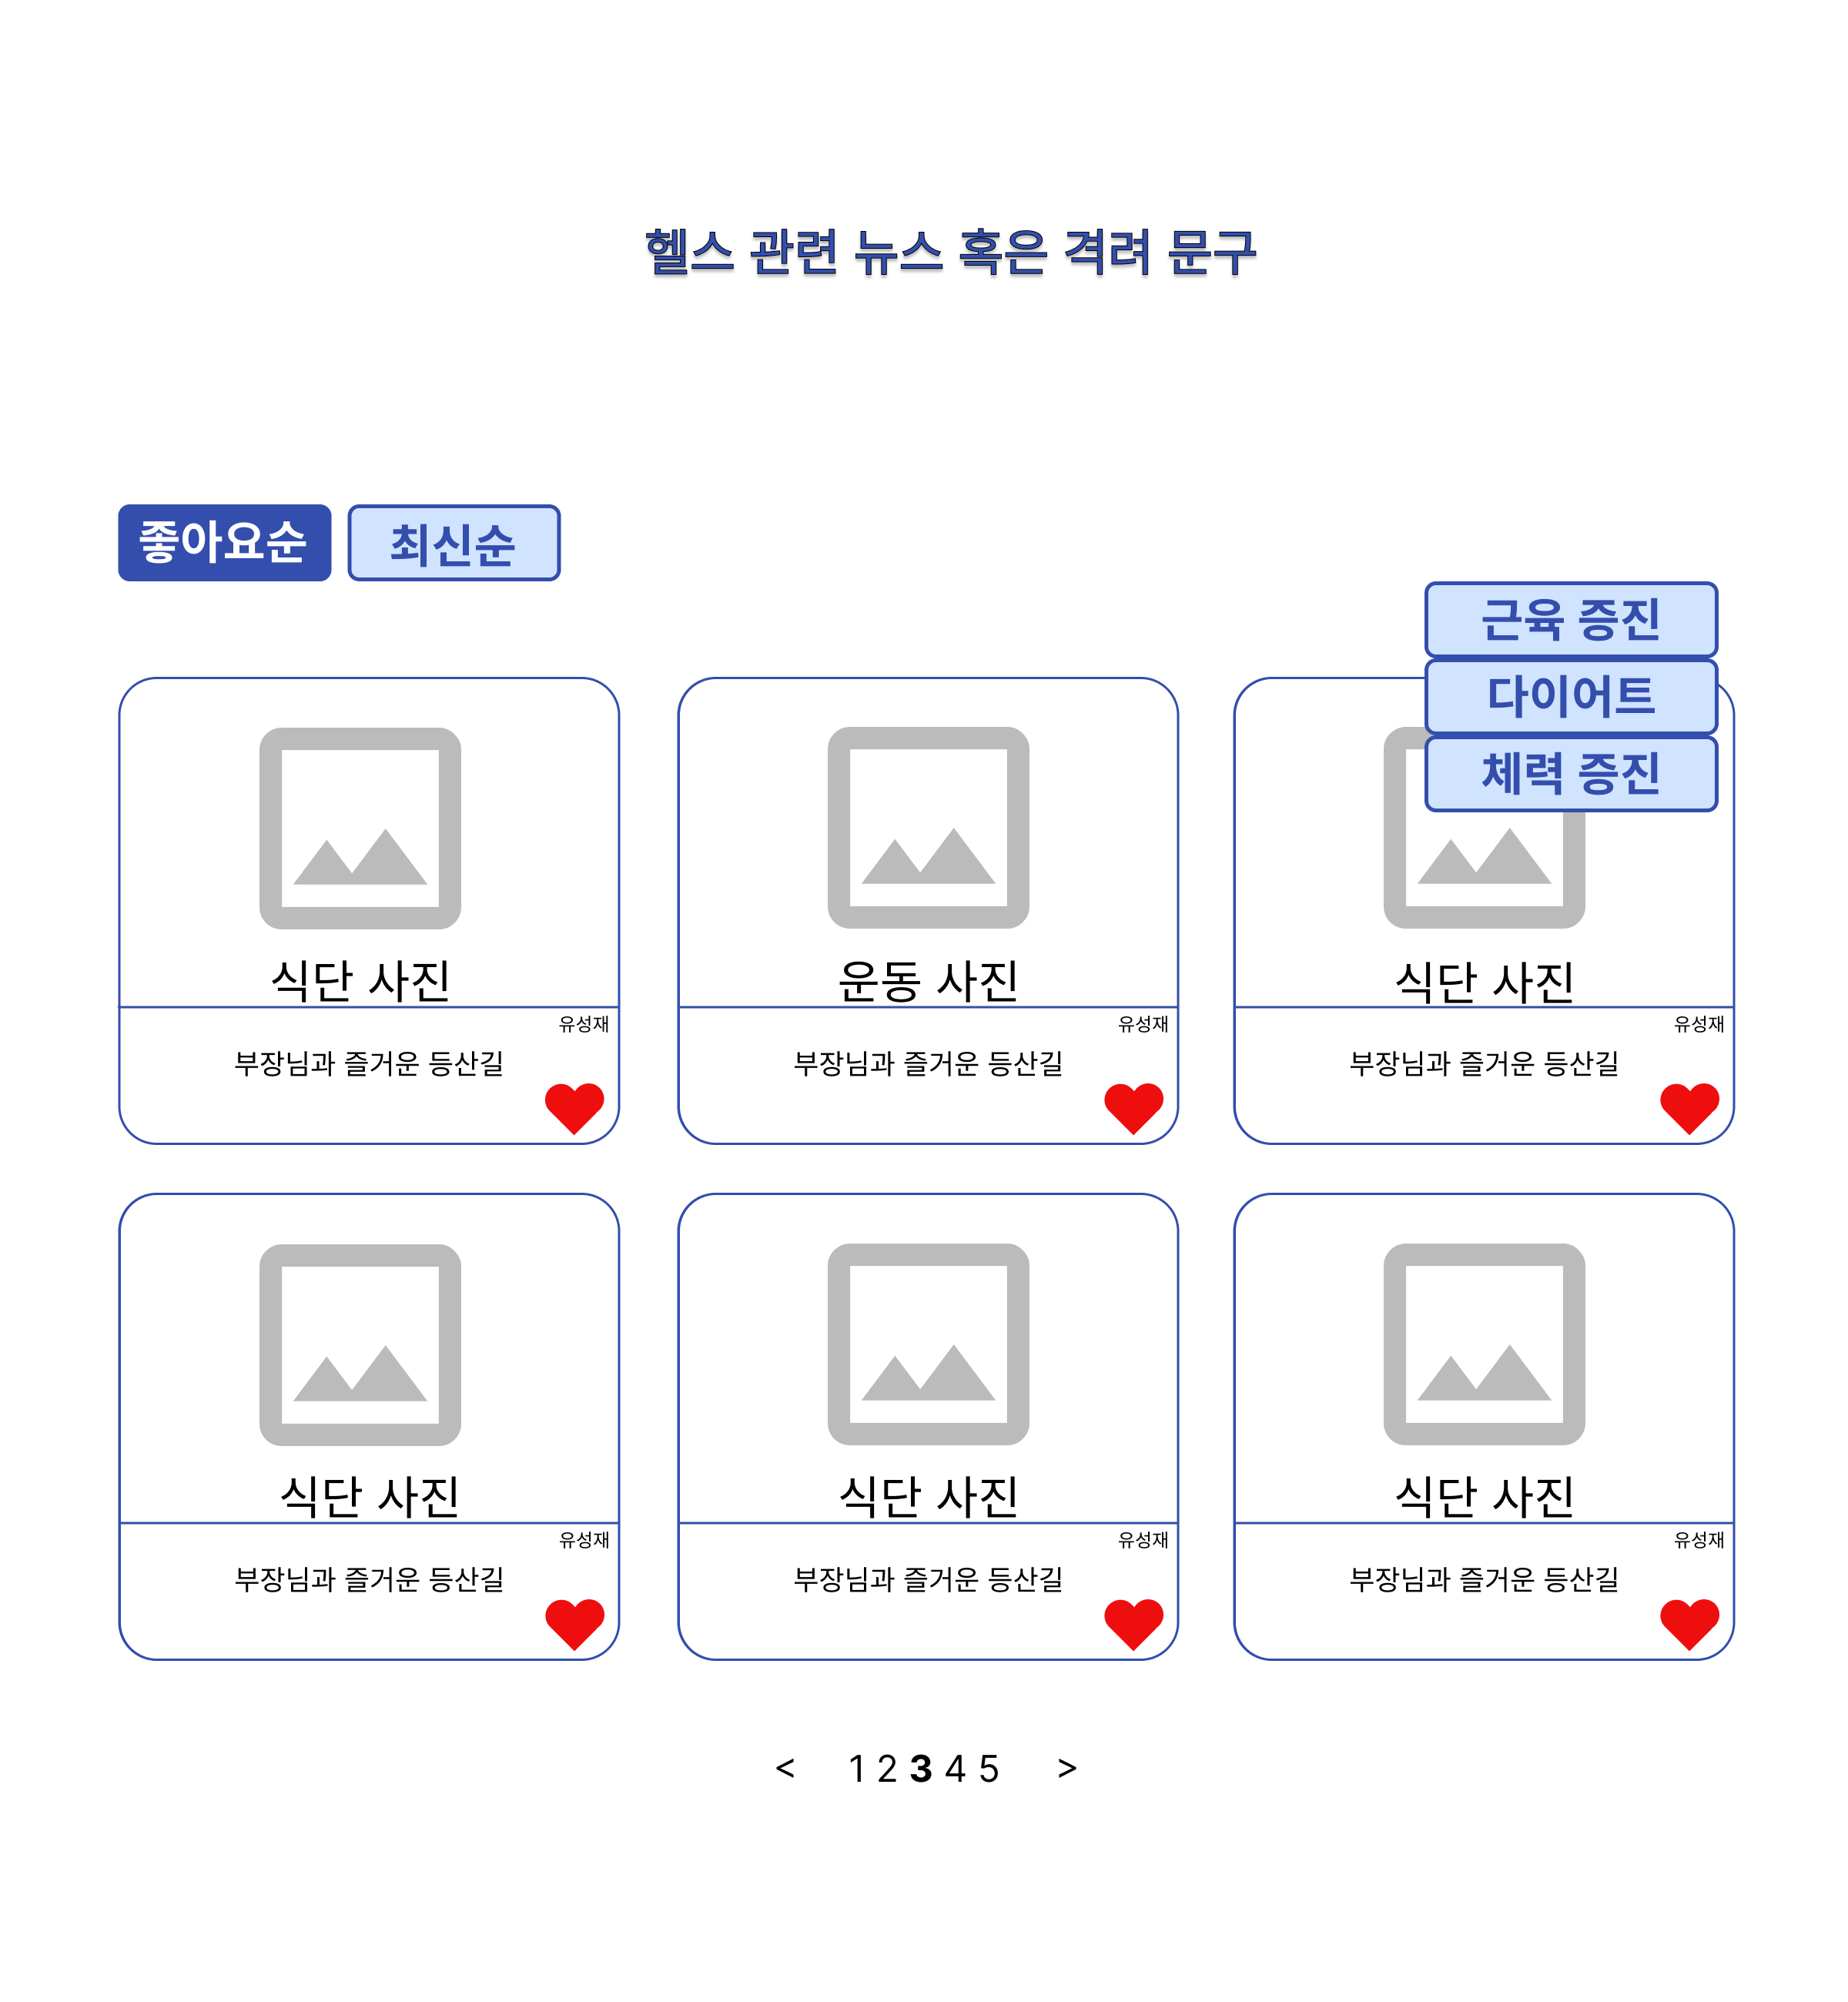 헬스 관련 뉴스 혹은 격려 문구
좋아요순
최신순
근육 증진
다이어트
체력 증진
식단 사진
유성재
부장님과 즐거운 등산길
운동 사진
유성재
부장님과 즐거운 등산길
식단 사진
유성재
부장님과 즐거운 등산길
식단 사진
유성재
부장님과 즐거운 등산길
식단 사진
유성재
부장님과 즐거운 등산길
식단 사진
유성재
부장님과 즐거운 등산길
< 1 2 3 4 5 >